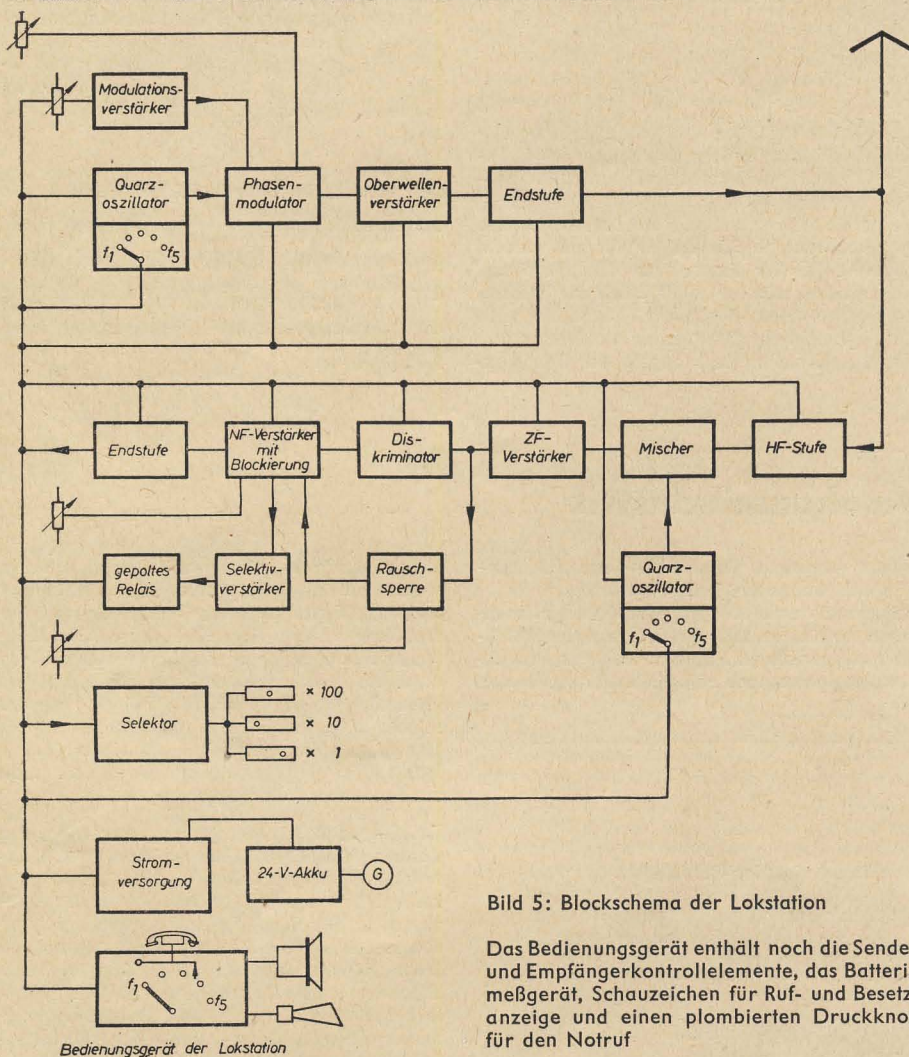 Modulations-
verstärker
Quarz-
oszillator
f1
f5
Phasen-
modulator
Oberwellen-
verstärker
Endstufe
Endstufe
NF-Verstärker
mit
Blockierung
Dis-
kriminator
ZF-
Verstärker
Mischer
HF-Stufe
gepoltes
Relais
Selektiv-
verstärker
Rausch-
sperre
Quarz-
oszillator
f1
f5
Selektor
× 100
× 10
× 1
Strom-
versorgung
24-V-Akku
G
f1
f5
Bedienungsgerät der Lokstation
Bild 5: Blockschema der Lokstation
Das Bedienungsgerät enthält noch die Sende
und Empfängerkontrollelemente, das Batteri
meßgerät, Schauzeichen für Ruf- und Besetz
anzeige und einen plombierten Druckkno
für den Notruf